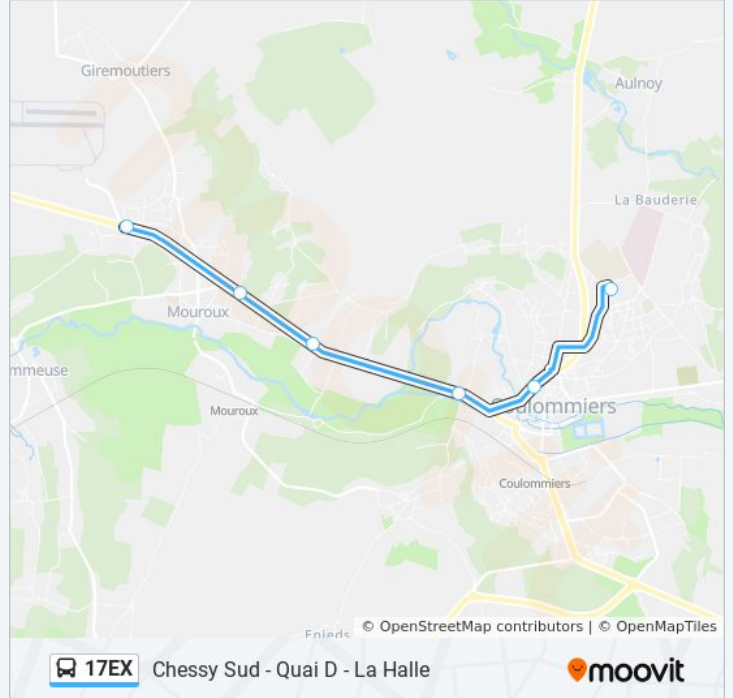 Giremoutiers
Aulnoy
La Bauderie
Mouroux
mmeuse
Mouroux
Coulommiers
Coulommiers
Enleds
© OpenStreetMap contributors | © OpenMapTiles
17EX Chessy Sud - Quai D - La Halle
moovit